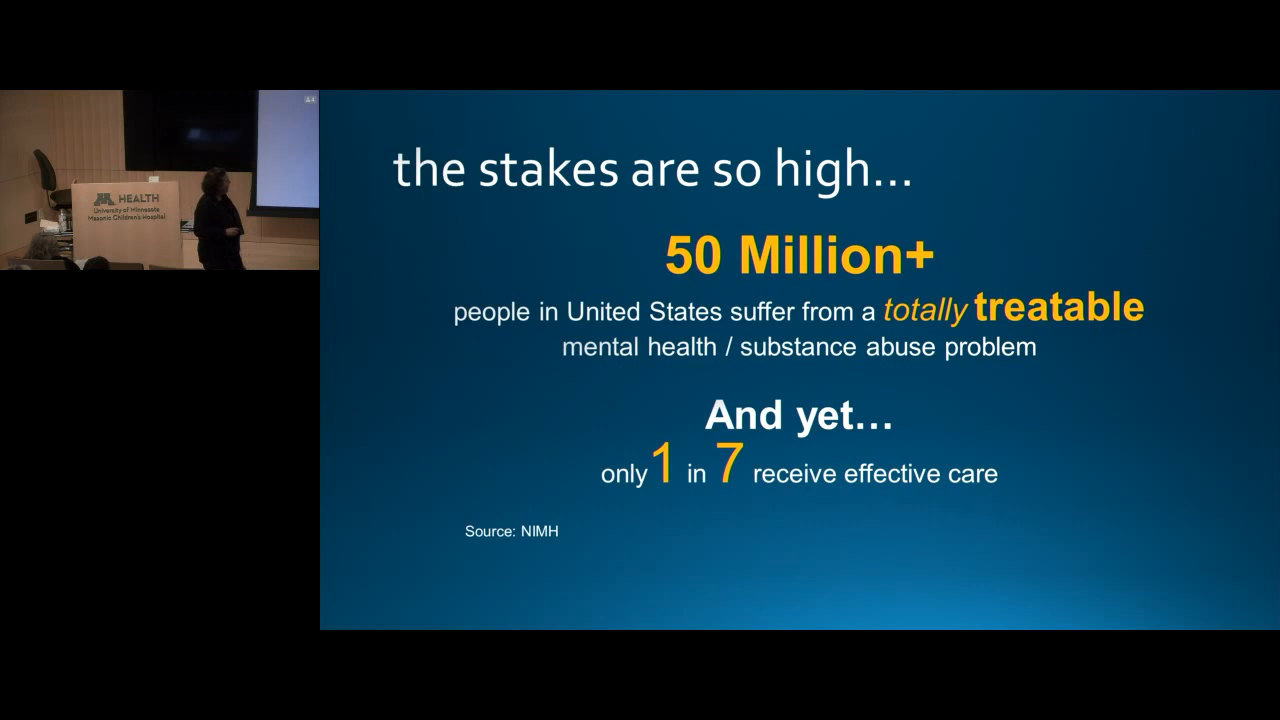 HEALTH
University of Minnesota
Masonic Children's Hospital
the stakes are so high...
50 Million+
people in United States suffer from a totally treatable
mental health / substance abuse problem
And yet...
only 1 in 7 receive effective care
Source: NIMH